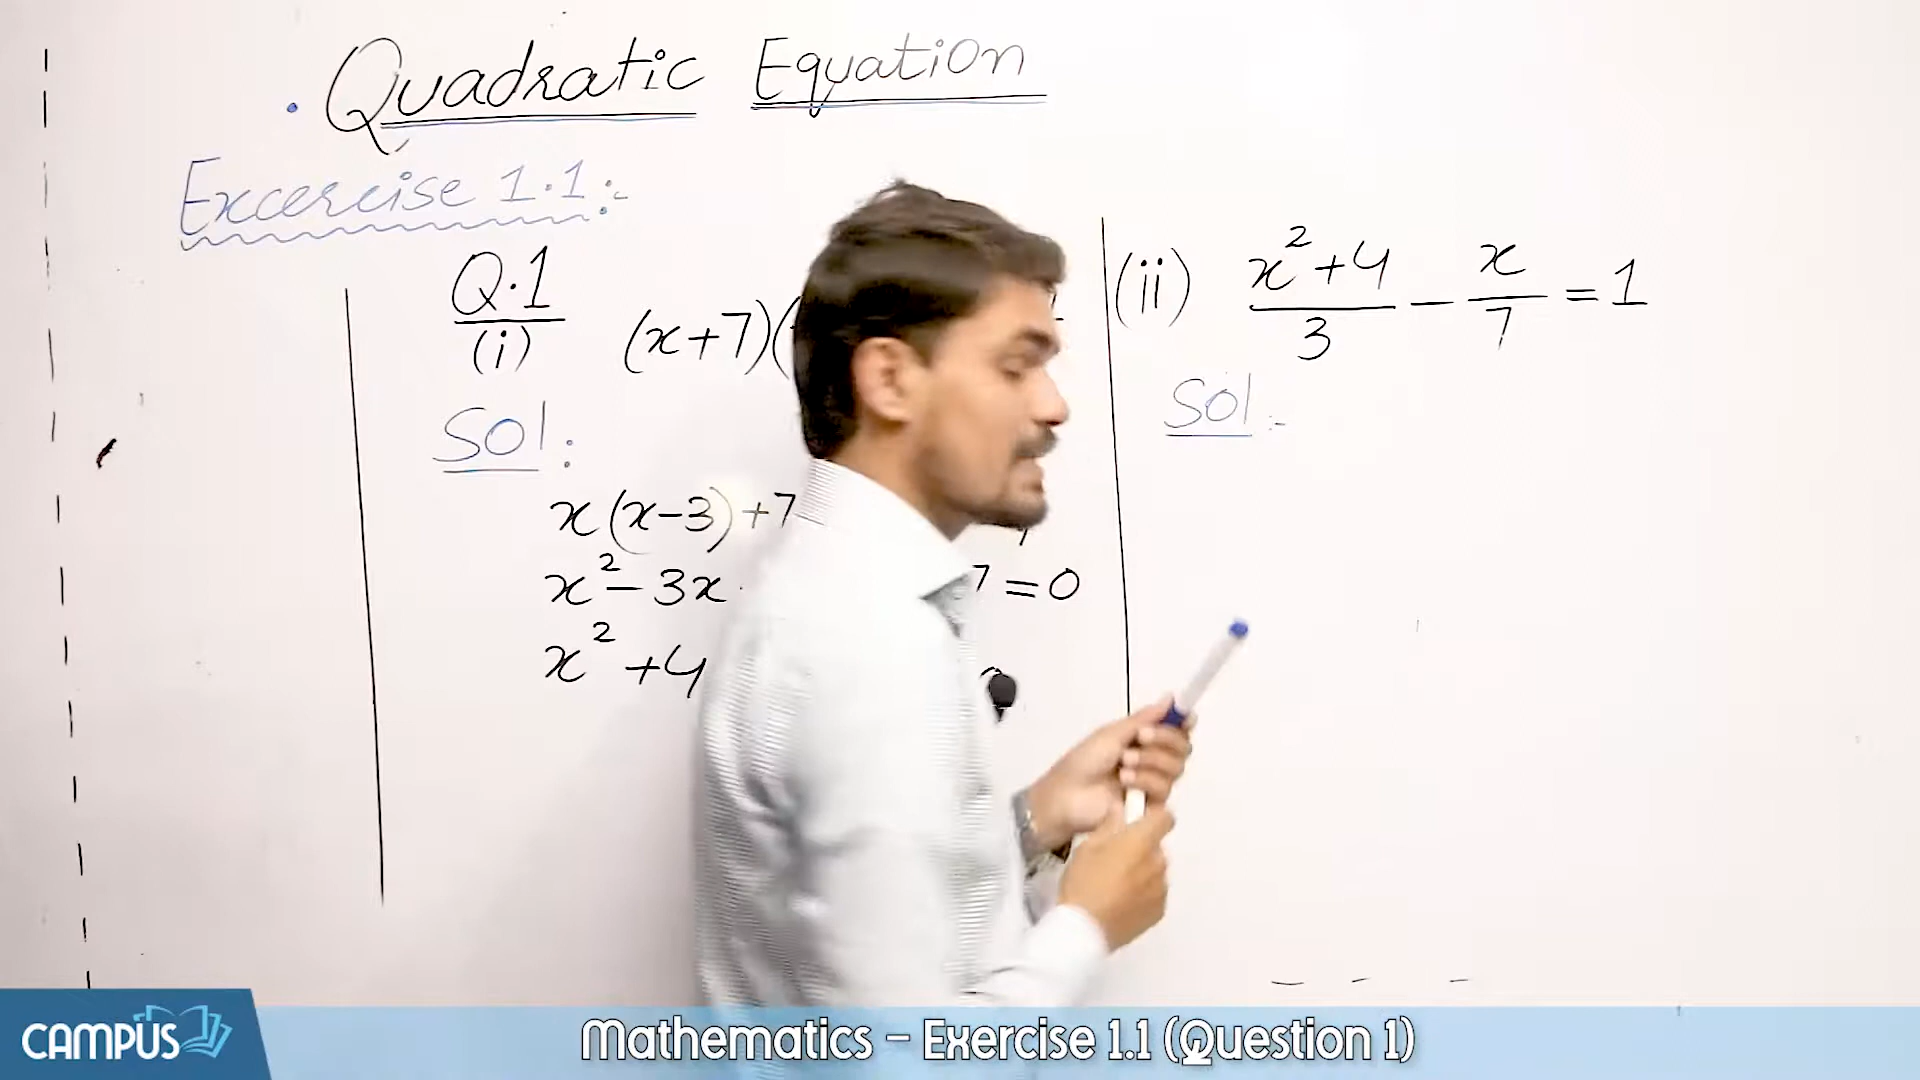 Quadratic Equation
Excercise 1.1:-
Q.1
(i) (x+7)(
Sol:
x(x-3)+7
x²-3x 7=0
x²+4
(ii) x²+4/3 - x/7 = 1
Sol:-
CAMPUS
Mathematics – Exercise 1.1 (Question 1)